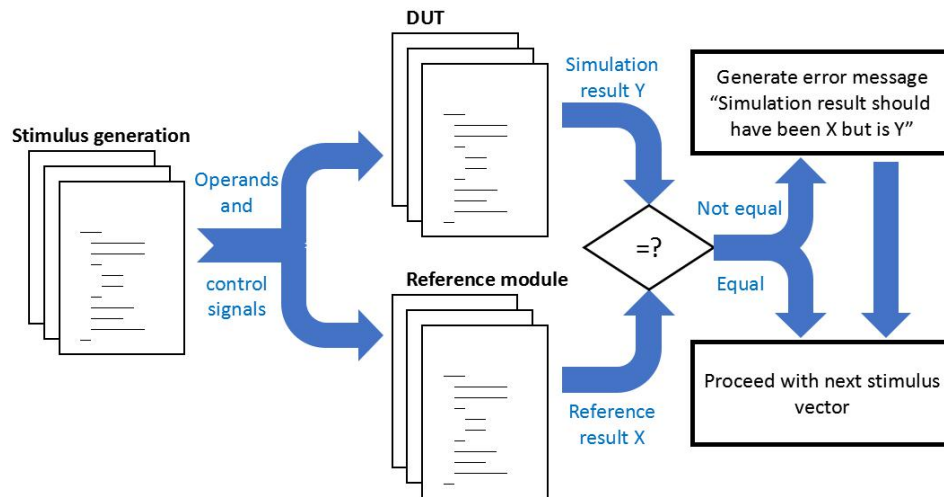 DUT
Stimulus generation
Operands and
control signals
Simulation
result Y
Reference module
Reference
result X
=?
Not equal
Equal
Generate error message
“Simulation result should
have been X but is Y”
Proceed with next stimulus
vector